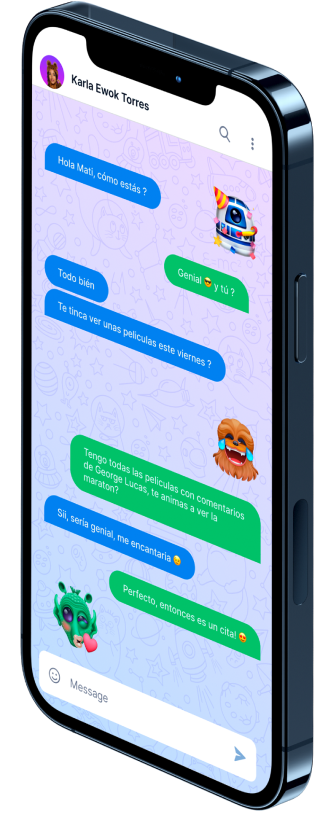 Karla Ewok Torres
Hola Mati, cómo estás ?
Genial 😎 y tú ?
Todo bién
Te tinca ver unas peliculas este viernes ?
Tengo todas las peliculas con comentarios
de George Lucas, te animas a ver la
maraton?
Sii, seria genial, me encantaria 😉
Perfecto, entonces es un cita! 😍
Message